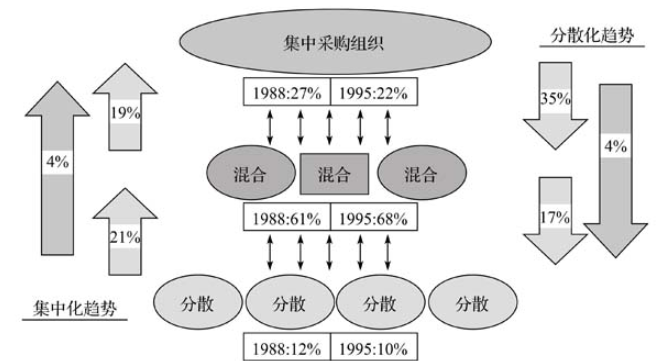 集中采购组织
分散化趋势
1988:27% 1995:22%
19%
35%
4%
4%
混合 混合 混合
1988:61% 1995:68%
21%
17%
集中化趋势
分散 分散 分散 分散
1988:12% 1995:10%